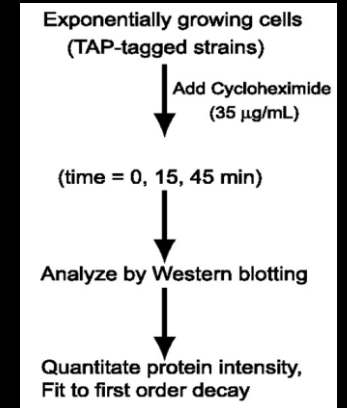 Exponentially growing cells
(TAP-tagged strains)
Add Cycloheximide
(35 µg/mL)
(time = 0, 15, 45 min)
Analyze by Western blotting
Quantitate protein intensity,
Fit to first order decay